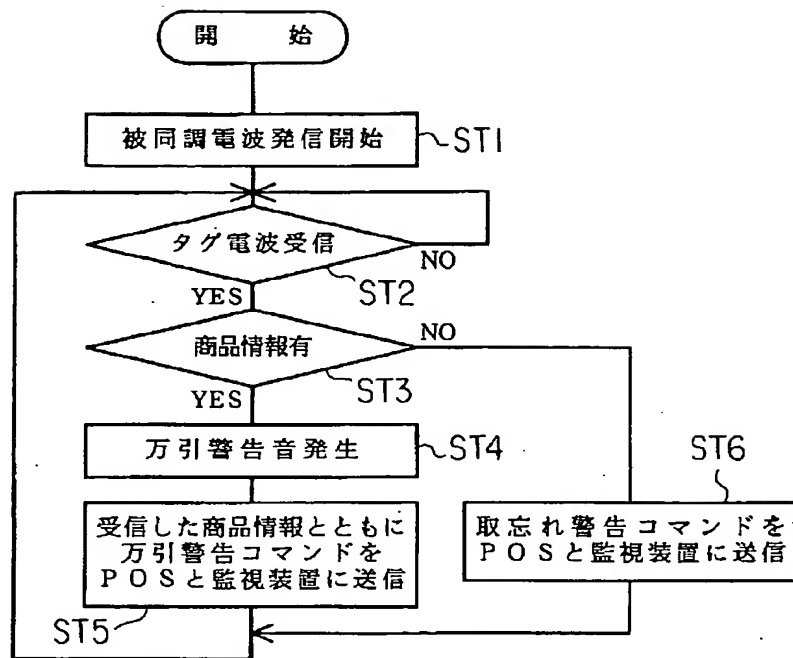 開 始
被同調電波発信開始
ST1
タグ電波受信
NO
ST2
YES
商品情報有
NO
ST3
YES
万引警告音発生
ST4
受信した商品情報とともに
万引警告コマンドを
POSと監視装置に送信
ST5
ST6
取忘れ警告コマンドを
POSと監視装置に送信